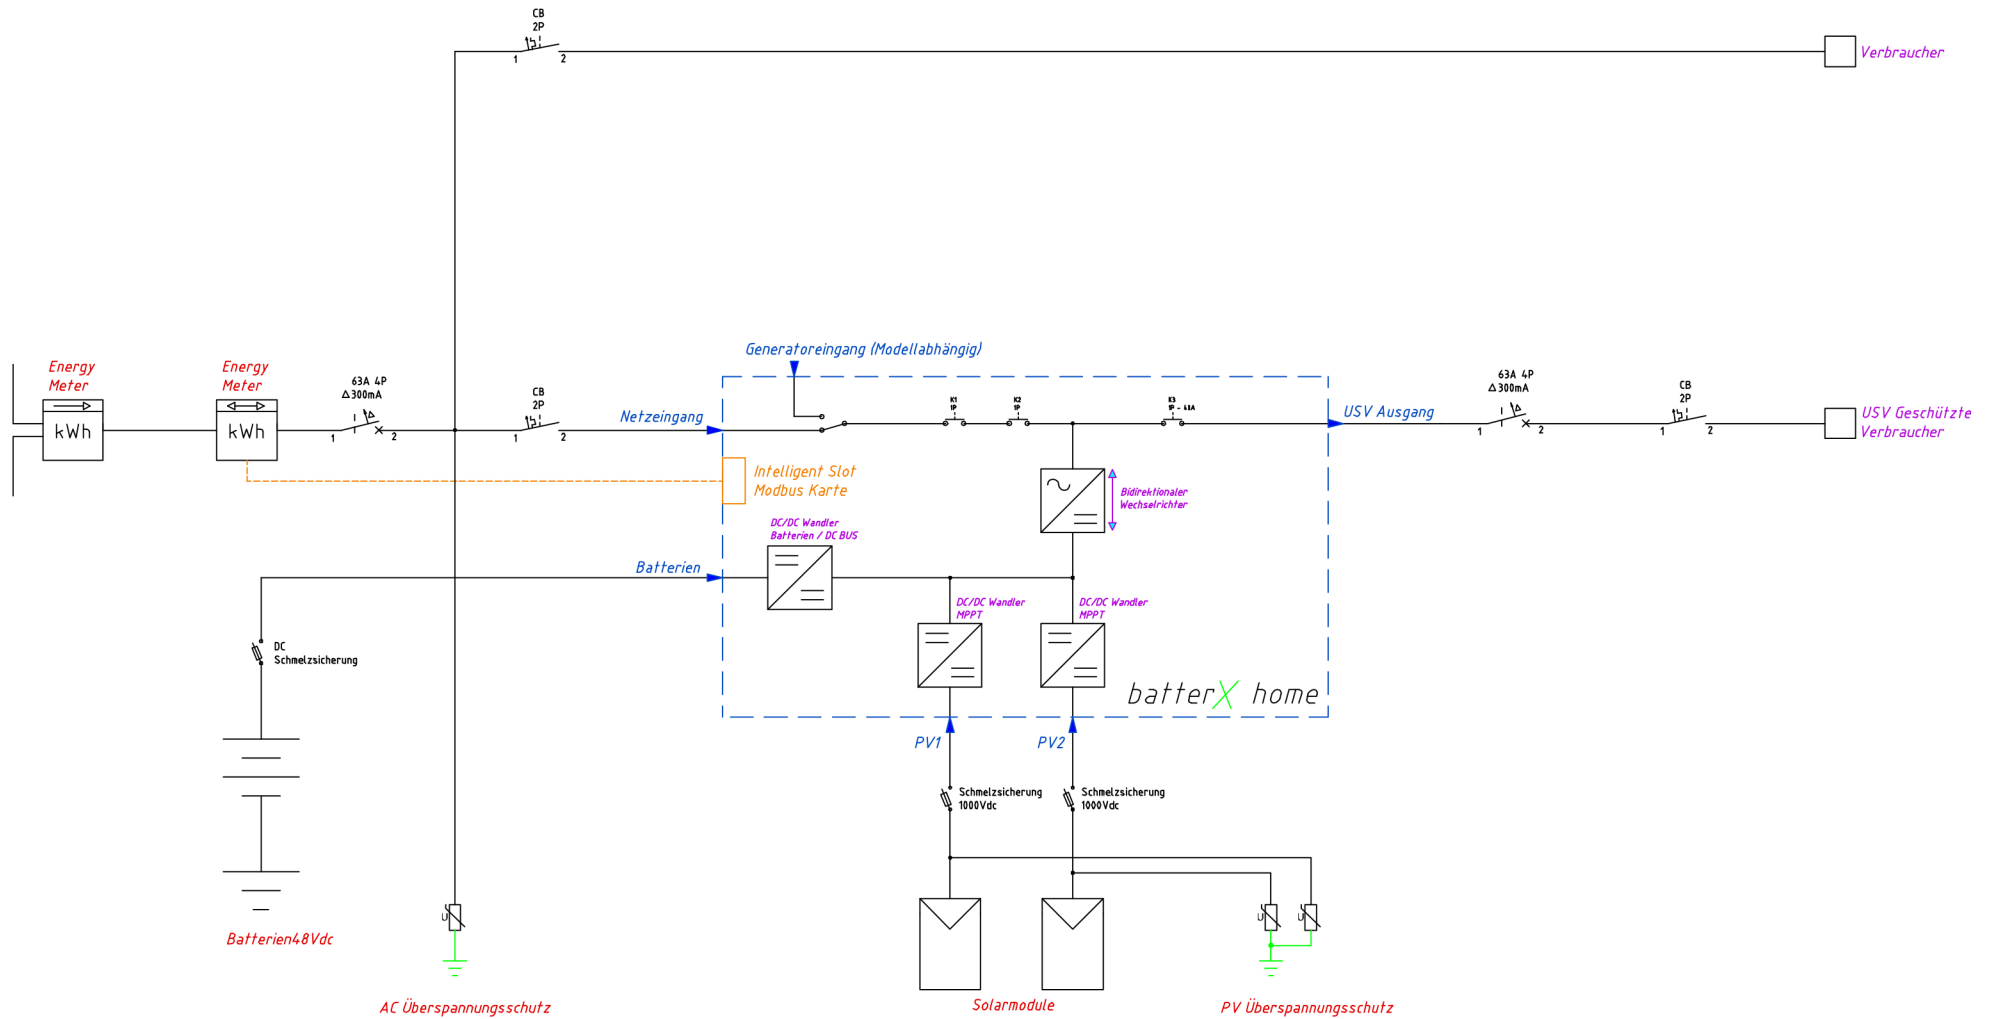 CB
2P
1
2
Verbraucher
Generatoreingang (Modellabhängig)
Energy
Meter
kWh
Energy
Meter
kWh
63A 4P
Δ300mA
1
2
CB
2P
1
2
Netzeingang
K1
1P
K2
1P
K3
1P - 40A
USV Ausgang
63A 4P
Δ300mA
1
2
CB
2P
1
2
USV Geschützte
Verbraucher
Intelligent Slot
Modbus Karte
Bidirektionaler
Wechselrichter
DC/DC Wandler
Batterien / DC BUS
Batterien
DC/DC Wandler
MPPT
DC/DC Wandler
MPPT
DC
Schmelzsicherung
batterX home
PV1
PV2
Schmelzsicherung
1000Vdc
Schmelzsicherung
1000Vdc
U
U
U
Batterien48Vdc
AC Überspannungsschutz
Solarmodule
PV Überspannungsschutz